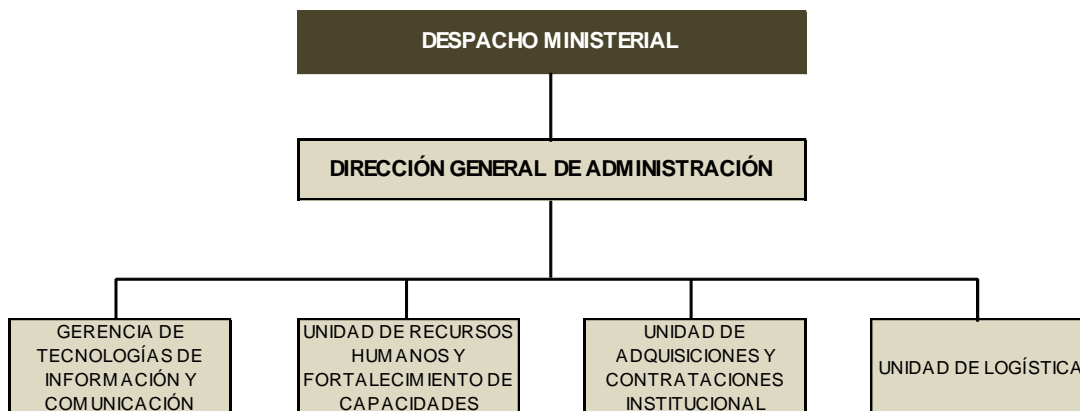 DESPACHO MINISTERIAL
DIRECCIÓN GENERAL DE ADMINISTRACIÓN
GERENCIA DE
TECNOLOGÍAS DE
INFORMACIÓN Y
COMUNICACIÓN
UNIDAD DE RECURSOS
HUMANOS Y
FORTALECIMIENTO DE
CAPACIDADES
UNIDAD DE
ADQUISICIONES Y
CONTRATACIONES
INSTITUCIONAL
UNIDAD DE LOGÍSTICA